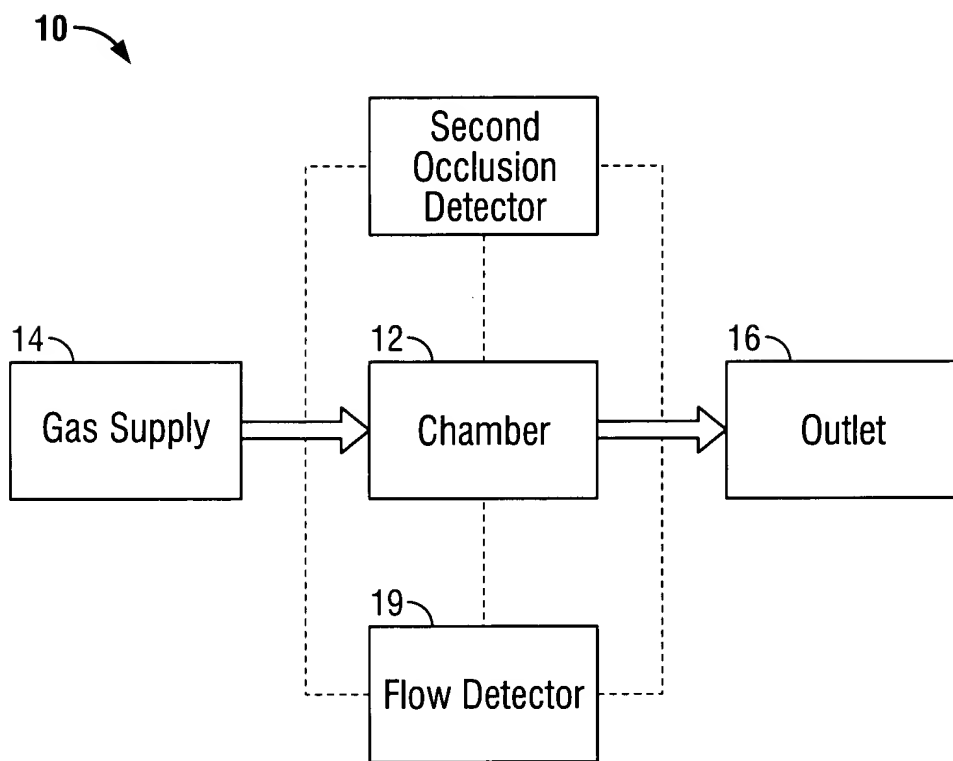 10
Second
Occlusion
Detector
14
Gas Supply
12
Chamber
16
Outlet
19
Flow Detector